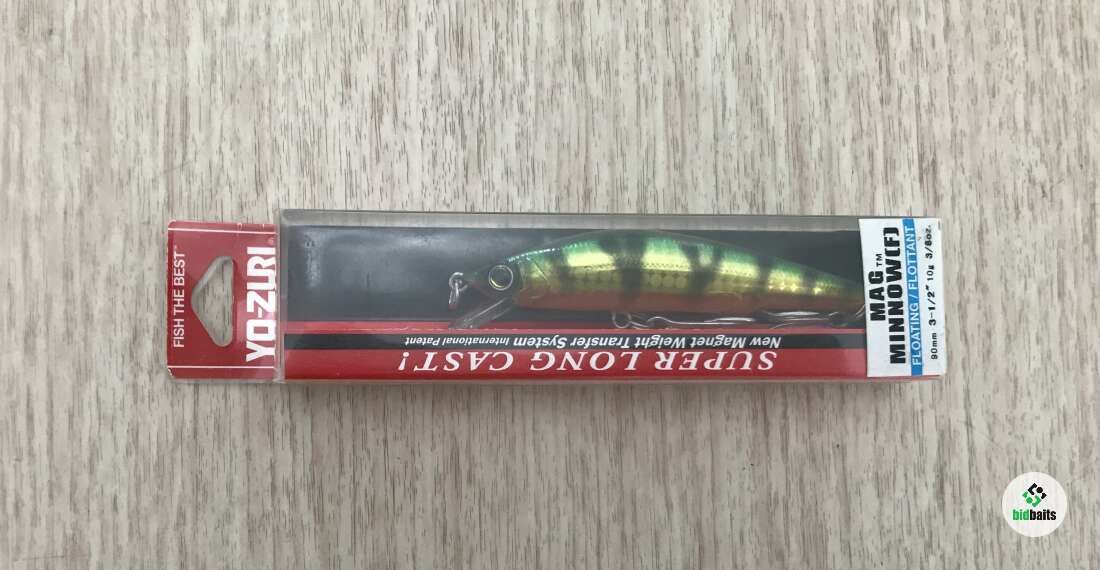 FISH THE BEST™
YO-ZURI®
SUPER LONG CAST!
New Magnet Weight Transfer System International Patent
MAG™
MINNOW(F)
FLOATING / FLOTTANT
90mm 3-1/2" 10g 3/8oz.
bidbaits